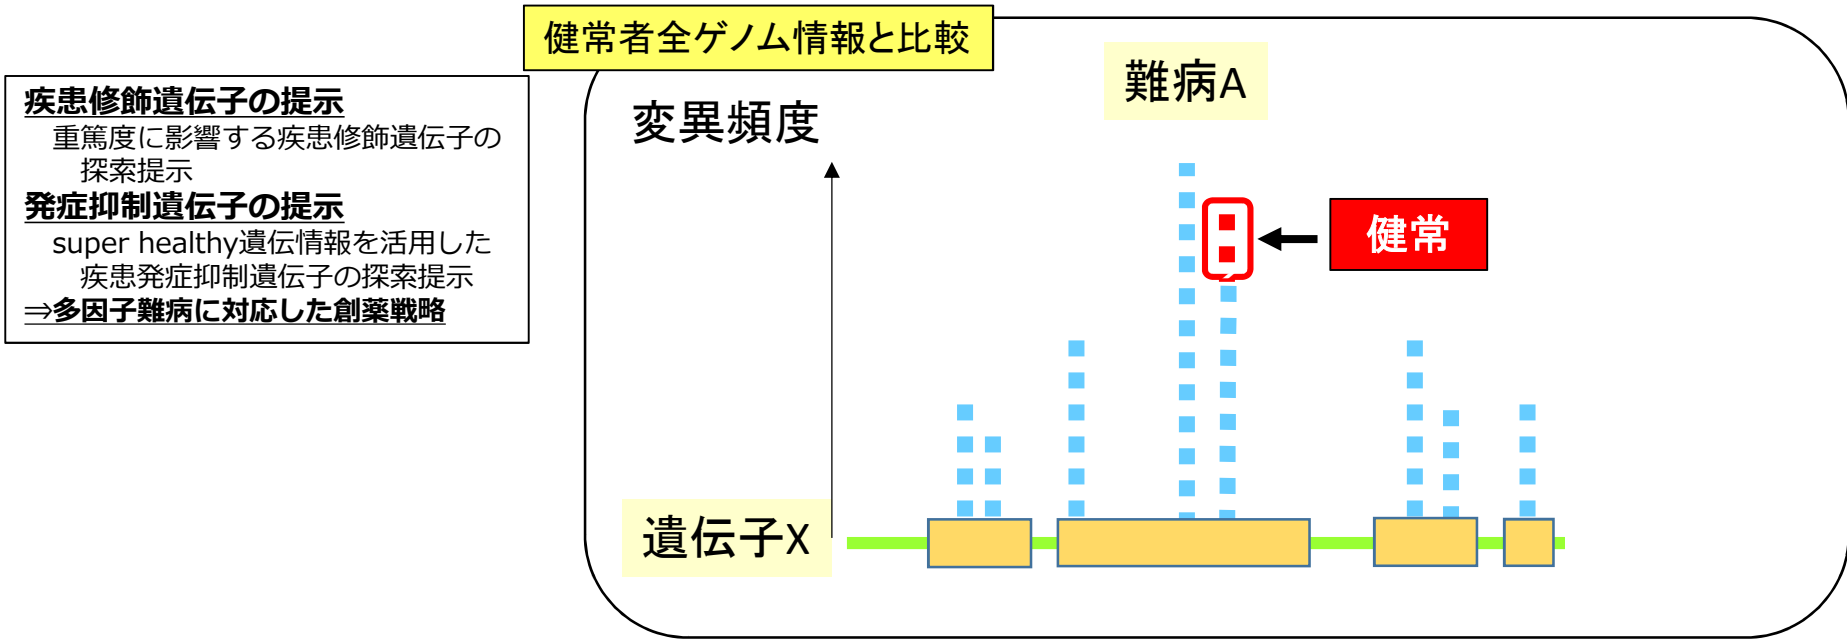 健常者全ゲノム情報と比較
疾患修飾遺伝子の提示
重篤度に影響する疾患修飾遺伝子の
探索提示
発症抑制遺伝子の提示
super healthy遺伝情報を活用した
疾患発症抑制遺伝子の探索提示
⇒多因子難病に対応した創薬戦略
難病A
変異頻度
健常
遺伝子X